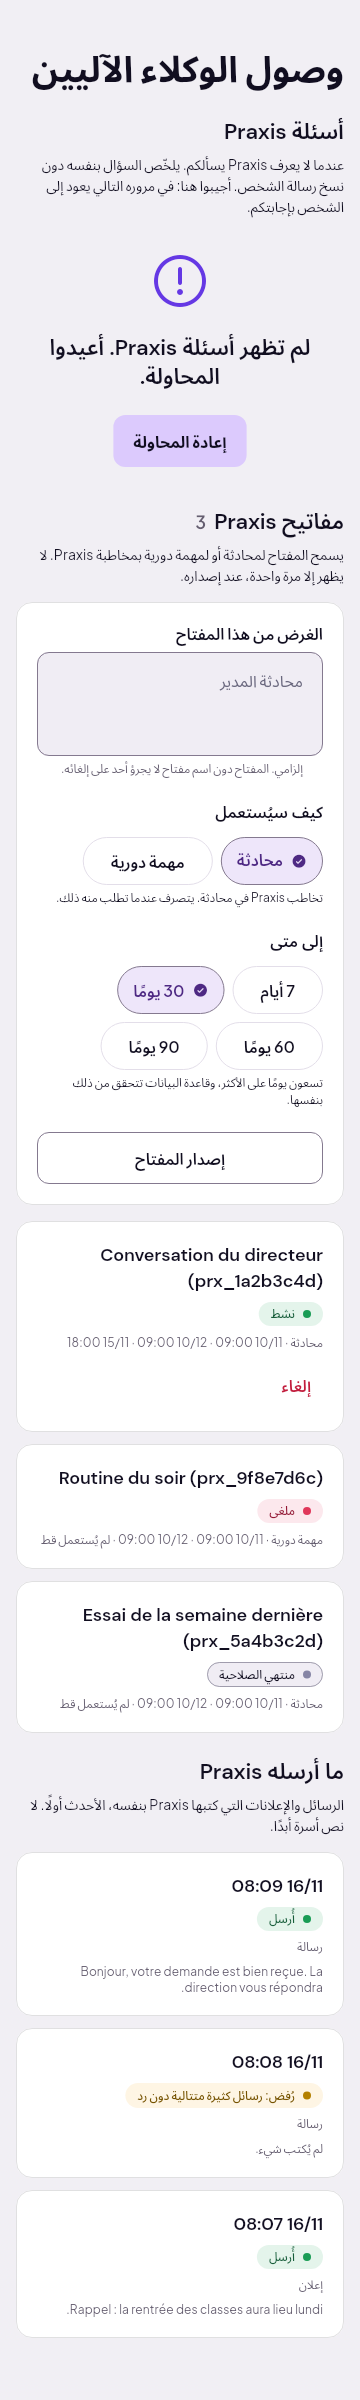 وصول الوكلاء الآليين
أسئلة Praxis
عندما لا يعرف Praxis يسألكم. يلخّص السؤال بنفسه دون
نسخ رسالة الشخص. أجيبوا هنا: في مروره التالي يعود إلى
الشخص بإجابتكم.
لم تظهر أسئلة Praxis. أعيدوا
المحاولة.
إعادة المحاولة
مفاتيح Praxis 3
يسمح المفتاح لمحادثة أو لمهمة دورية بمخاطبة Praxis. لا
يظهر إلا مرة واحدة، عند إصداره.
الغرض من هذا المفتاح
محادثة المدير
إلزامي. المفتاح دون اسم مفتاح لا يجرؤ أحد على إلغائه.
كيف سيُستعمل
محادثة
مهمة دورية
تخاطب Praxis في محادثة. يتصرف عندما تطلب منه ذلك.
إلى متى
7 أيام
30 يومًا
60 يومًا
90 يومًا
تسعون يومًا على الأكثر، وقاعدة البيانات تتحقق من ذلك
بنفسها.
إصدار المفتاح
Conversation du directeur
(prx_1a2b3c4d)
نشط
محادثة · 10/11 09:00 · 10/12 09:00 · 15/11 18:00
إلغاء
Routine du soir (prx_9f8e7d6c)
ملغى
مهمة دورية · 10/11 09:00 · 10/12 09:00 · لم يُستعمل قط
Essai de la semaine dernière
(prx_5a4b3c2d)
منتهي الصلاحية
محادثة · 10/11 09:00 · 10/12 09:00 · لم يُستعمل قط
ما أرسله Praxis
الرسائل والإعلانات التي كتبها Praxis بنفسه، الأحدث أولًا. لا
نص أسرة أبدًا.
16/11 08:09
أُرسل
رسالة
Bonjour, votre demande est bien reçue. La
direction vous répondra.
16/11 08:08
رُفض: رسائل كثيرة متتالية دون رد
رسالة
لم يُكتب شيء.
16/11 08:07
أُرسل
إعلان
Rappel : la rentrée des classes aura lieu lundi.